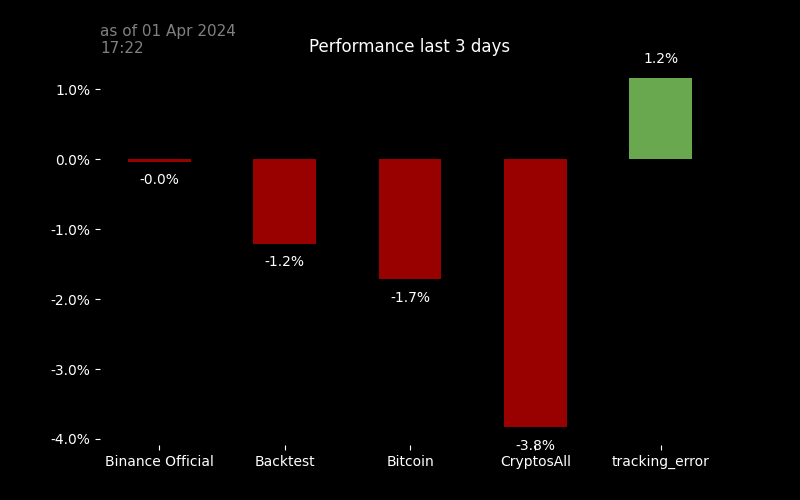 as of 01 Apr 2024
17:22
Performance last 3 days
1.2%
1.0%
0.0%
-0.0%
-1.0%
-1.2%
-1.7%
-2.0%
-3.0%
-4.0%
-3.8%
Binance Official
Backtest
Bitcoin
CryptosAll
tracking_error